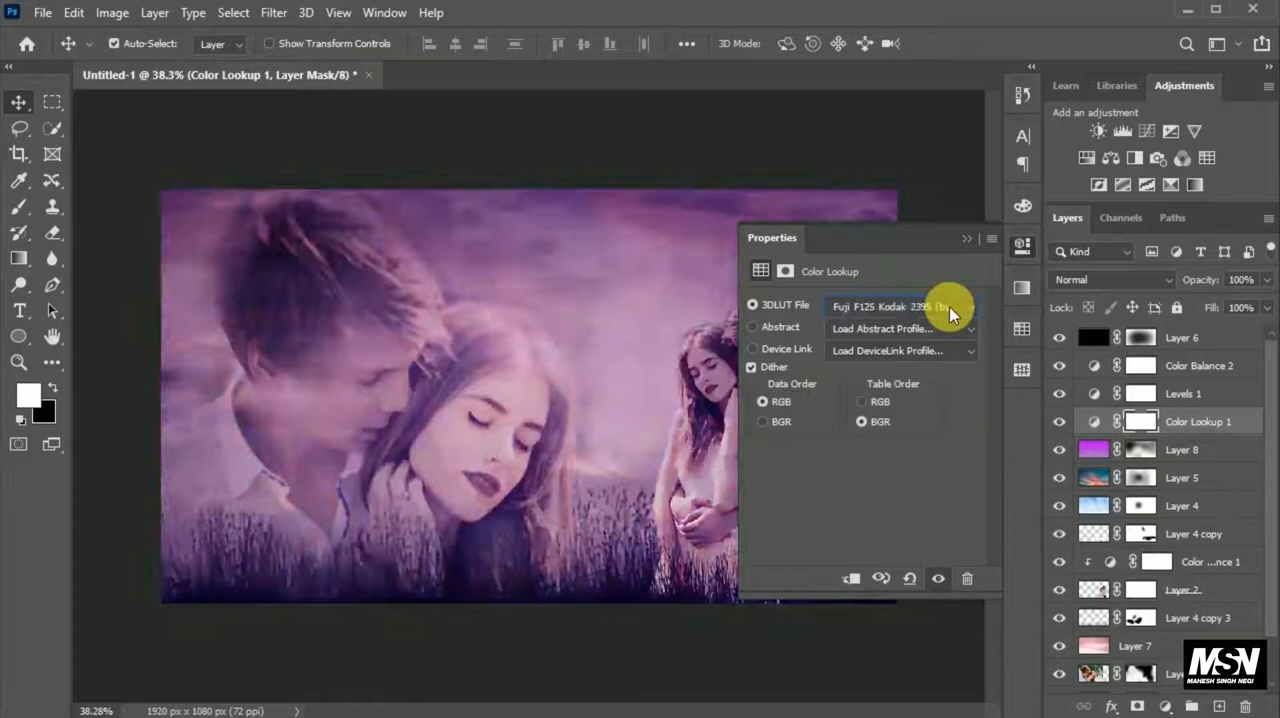 Ps File Edit Image Layer Type Select Filter 3D View Window Help
Auto-Select: Layer Show Transform Controls 3D Mode:
Untitled-1 @ 38.3% (Color Lookup 1, Layer Mask/8) *
Learn Libraries Adjustments
Add an adjustment
Properties
Color Lookup
3DLUT File Fuji F125 Kodak 2395 (by
Abstract Load Abstract Profile...
Device Link Load DeviceLink Profile...
Dither
Data Order Table Order
RGB RGB
BGR BGR
Layers Channels Paths
Kind
Normal Opacity: 100%
Lock: Fill: 100%
Layer 6
Color Balance 2
Levels 1
Color Lookup 1
Layer 8
Layer 5
Layer 4
Layer 4 copy
Color ...nce 1
Layer 2
Layer 4 copy 3
Layer 7
MSN
MAHESH SINGH NEGI
38.28% 1920 px x 1080 px (72 ppi)